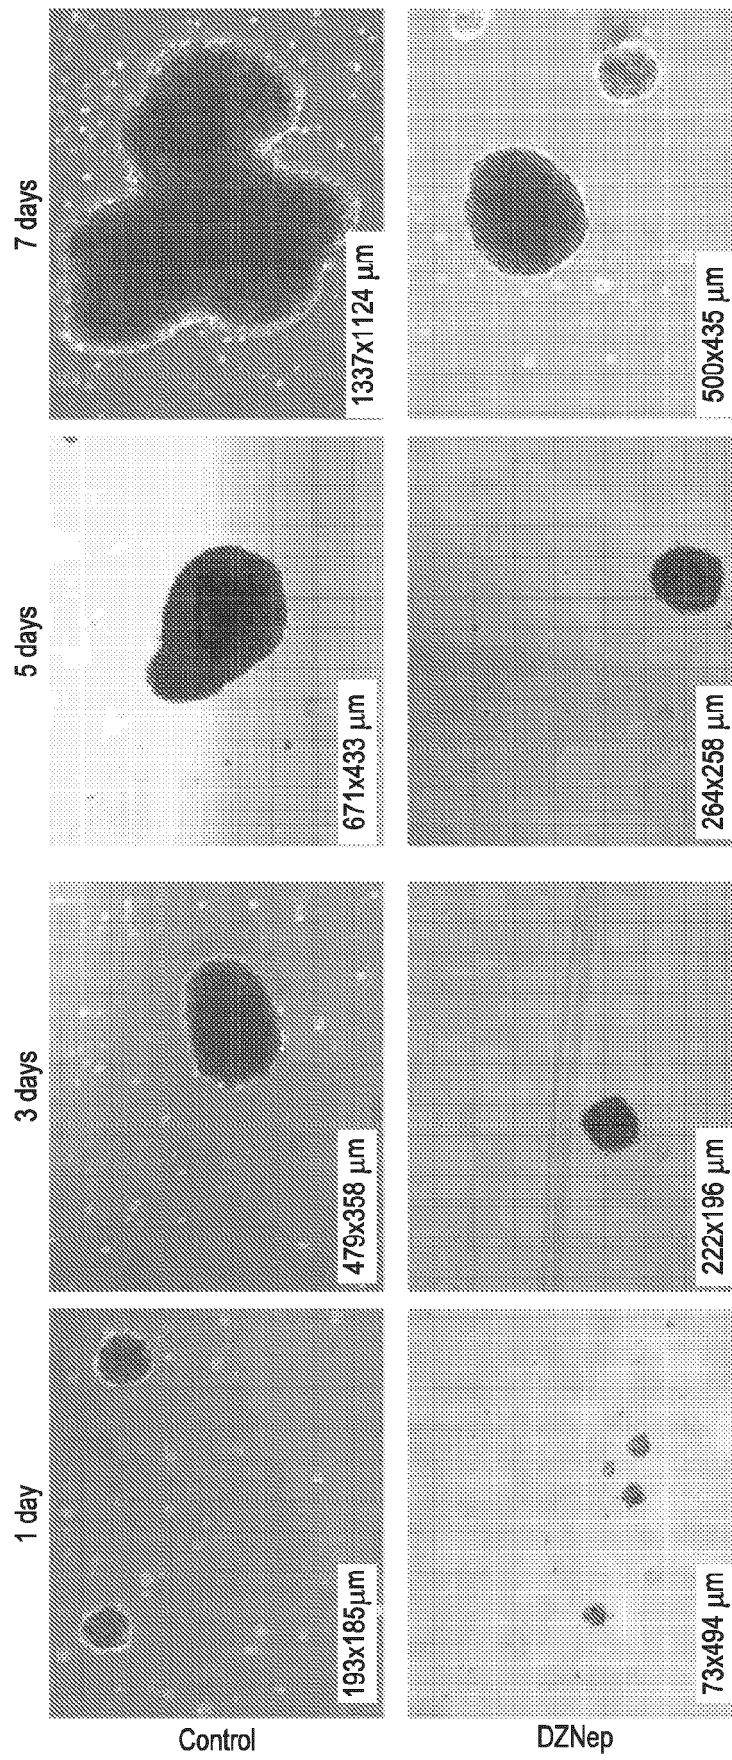 1 day
3 days
5 days
7 days
Control
193x185µm
479x358 µm
671x433 µm
1337x1124 µm
DZNep
73x494 µm
222x196 µm
264x258 µm
500x435 µm